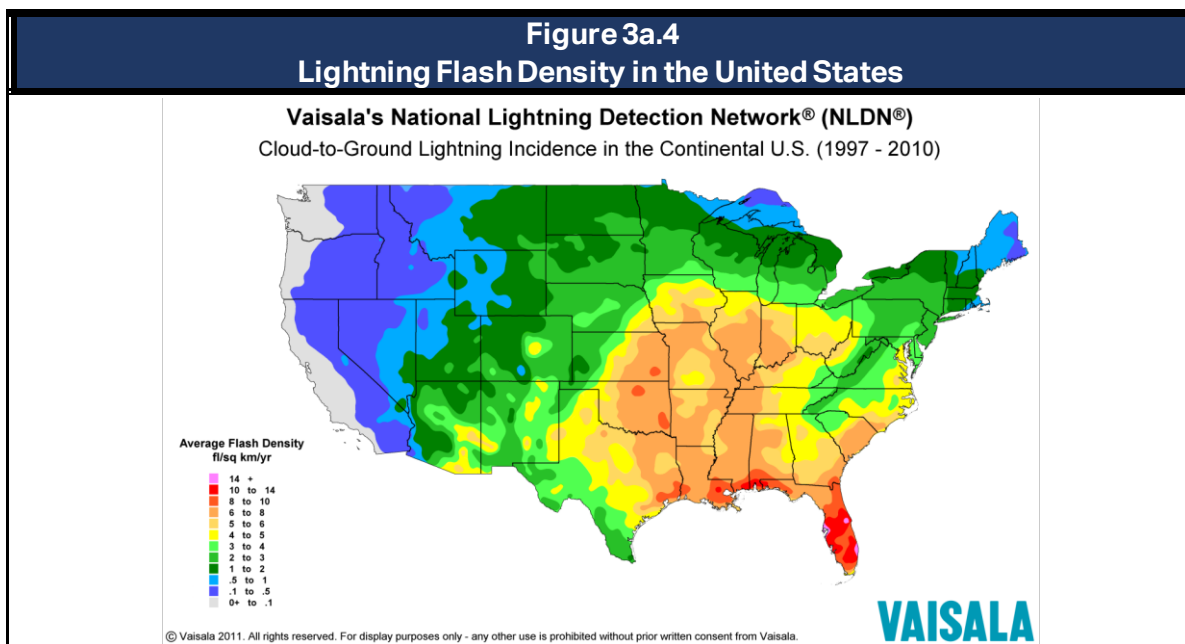 Figure 3a.4
Lightning Flash Density in the United States
Vaisala's National Lightning Detection Network® (NLDN®)
Cloud-to-Ground Lightning Incidence in the Continental U.S. (1997 - 2010)
Average Flash Density
fl/sq km/yr
14 +
10 to 14
8 to 10
6 to 8
5 to 6
4 to 5
3 to 4
2 to 3
1 to 2
.5 to 1
.1 to .5
0+ to .1
© Vaisala 2011. All rights reserved. For display purposes only - any other use is prohibited without prior written consent from Vaisala.
VAISALA